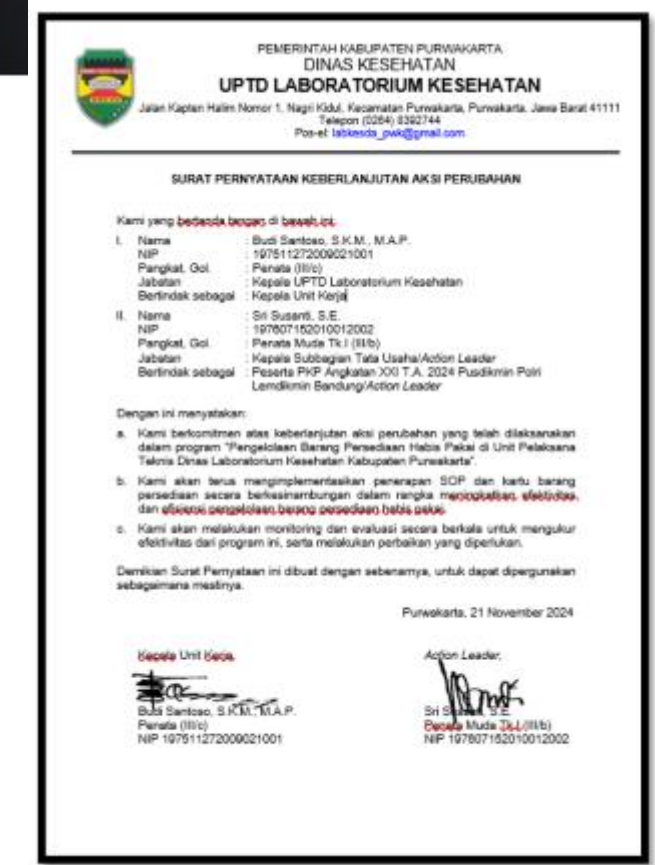 PEMERINTAH KABUPATEN PURWAKARTA
DINAS KESEHATAN
UPTD LABORATORIUM KESEHATAN
Jalan Kapten Halim Nomor 1, Nagri Kidul, Kecamatan Purwakarta, Purwakarta, Jawa Barat 41111
Telepon (0264) 8392744
Pos-el: labkesda_pwk@gmail.com
SURAT PERNYATAAN KEBERLANJUTAN AKSI PERUBAHAN
Kami yang bertanda tangan di bawah ini:
I. Nama : Budi Santoso, S.K.M., M.A.P.
NIP : 197511272009021001
Pangkat, Gol. : Penata (III/c)
Jabatan : Kepala UPTD Laboratorium Kesehatan
Bertindak sebagai : Kepala Unit Kerja
II. Nama : Sri Susanti, S.E.
NIP : 197607152010012002
Pangkat, Gol. : Penata Muda Tk.I (III/b)
Jabatan : Kepala Subbagian Tata Usaha/Action Leader
Bertindak sebagai : Peserta PKP Angkatan XXI T.A. 2024 Pusdikmin Polri
Lemdikmin Bandung/Action Leader
Dengan ini menyatakan:
a. Kami berkomitmen atas keberlanjutan aksi perubahan yang telah dilaksanakan
dalam program "Pengelolaan Barang Persediaan Habis Pakai di Unit Pelaksana
Teknis Dinas Laboratorium Kesehatan Kabupaten Purwakarta".
b. Kami akan terus mengimplementasikan penerapan SOP dan kartu barang
persediaan secara berkesinambungan dalam rangka meningkatkan efektivitas
dan efisiensi pengelolaan barang persediaan habis pakai.
c. Kami akan melakukan monitoring dan evaluasi secara berkala untuk mengukur
efektivitas dari program ini, serta melakukan perbaikan yang diperlukan.
Demikian Surat Pernyataan ini dibuat dengan sebenarnya, untuk dapat dipergunakan
sebagaimana mestinya.
Purwakarta, 21 November 2024
Kepala Unit Kerja,
Action Leader,
Budi Santoso, S.K.M., M.A.P.
Penata (III/c)
NIP 197511272009021001
Sri S.E.
Penata Muda Tk.I (III/b)
NIP 197607152010012002